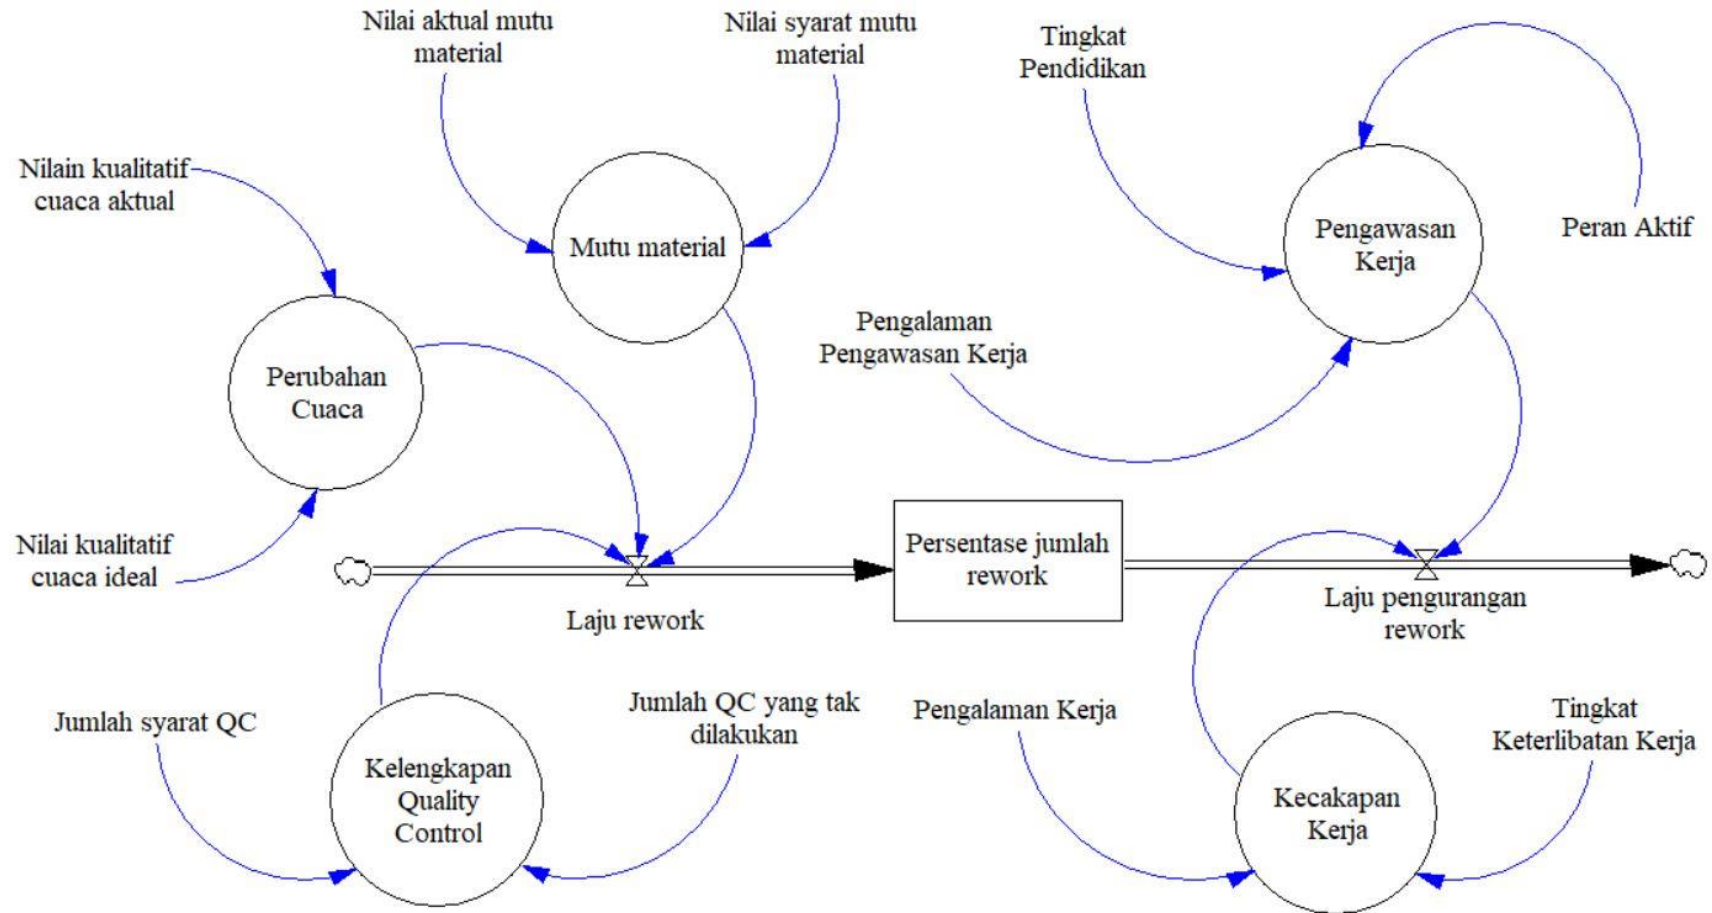 Nilai aktual mutu
material
Nilai syarat mutu
material
Tingkat
Pendidikan
Nilain kualitatif
cuaca aktual
Mutu material
Pengawasan
Kerja
Peran Aktif
Pengalaman
Pengawasan Kerja
Perubahan
Cuaca
Nilai kualitatif
cuaca ideal
Persentase jumlah
rework
Laju rework
Laju pengurangan
rework
Jumlah syarat QC
Jumlah QC yang tak
dilakukan
Pengalaman Kerja
Tingkat
Keterlibatan Kerja
Kelengkapan
Quality
Control
Kecakapan
Kerja